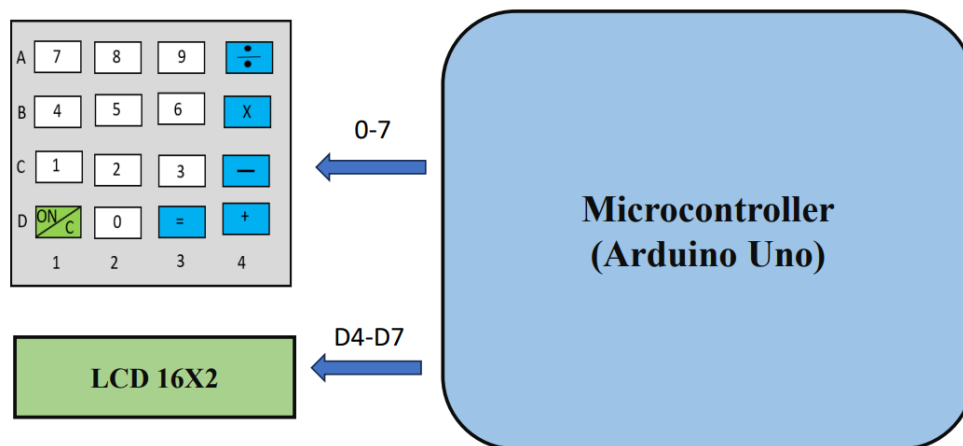 A 7 8 9 ÷
B 4 5 6 X
C 1 2 3 —
D ON/C 0 = +
1 2 3 4
0-7
Microcontroller
(Arduino Uno)
D4-D7
LCD 16X2